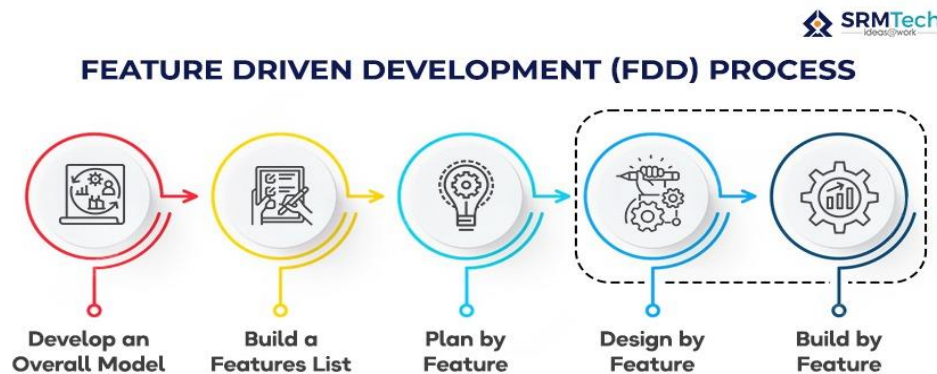 SRMTech
ideas@work
FEATURE DRIVEN DEVELOPMENT (FDD) PROCESS
Develop an
Overall Model
Build a
Features List
Plan by
Feature
Design by
Feature
Build by
Feature